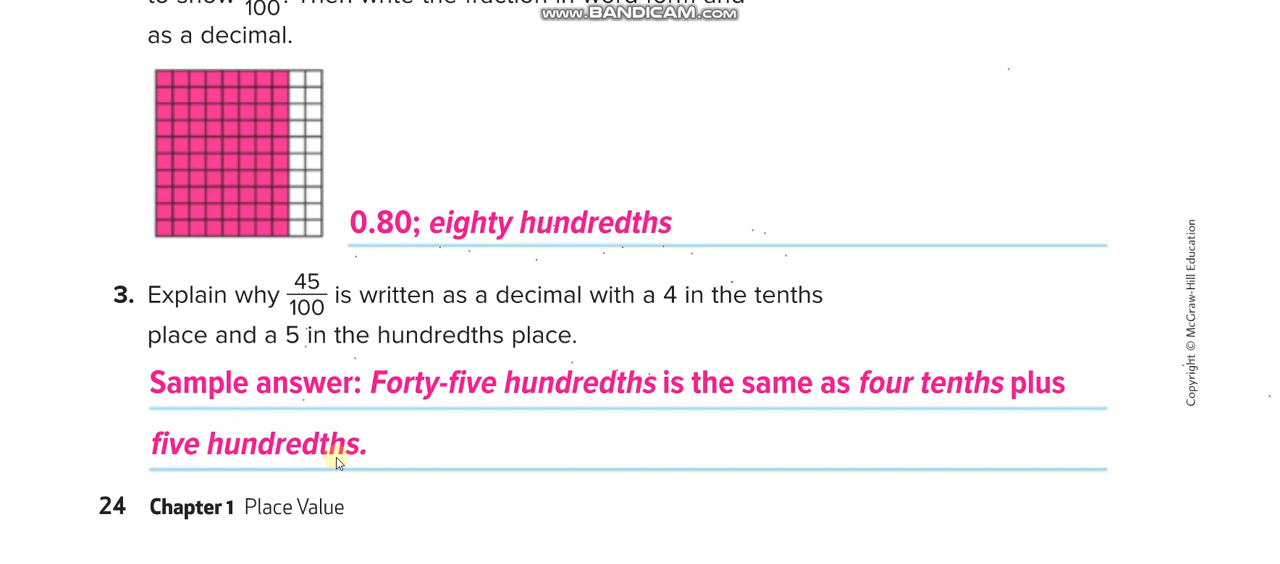 www.BANDICAM.com
100
as a decimal.
0.80; eighty hundredths
3. Explain why 45/100 is written as a decimal with a 4 in the tenths
place and a 5 in the hundredths place.
Sample answer: Forty-five hundredths is the same as four tenths plus
five hundredths.
24 Chapter 1 Place Value
Copyright © McGraw-Hill Education